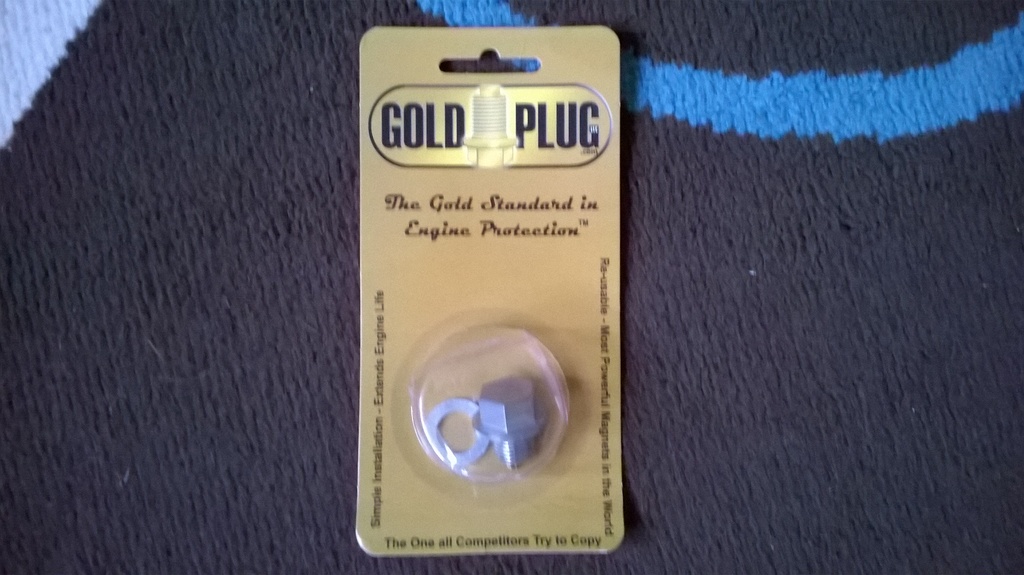 GOLD PLUG
The Gold Standard in
Engine Protection™
Simple Installation - Extends Engine Life
Re-usable - Most Powerful Magnets in the World
The One all Competitors Try to Copy